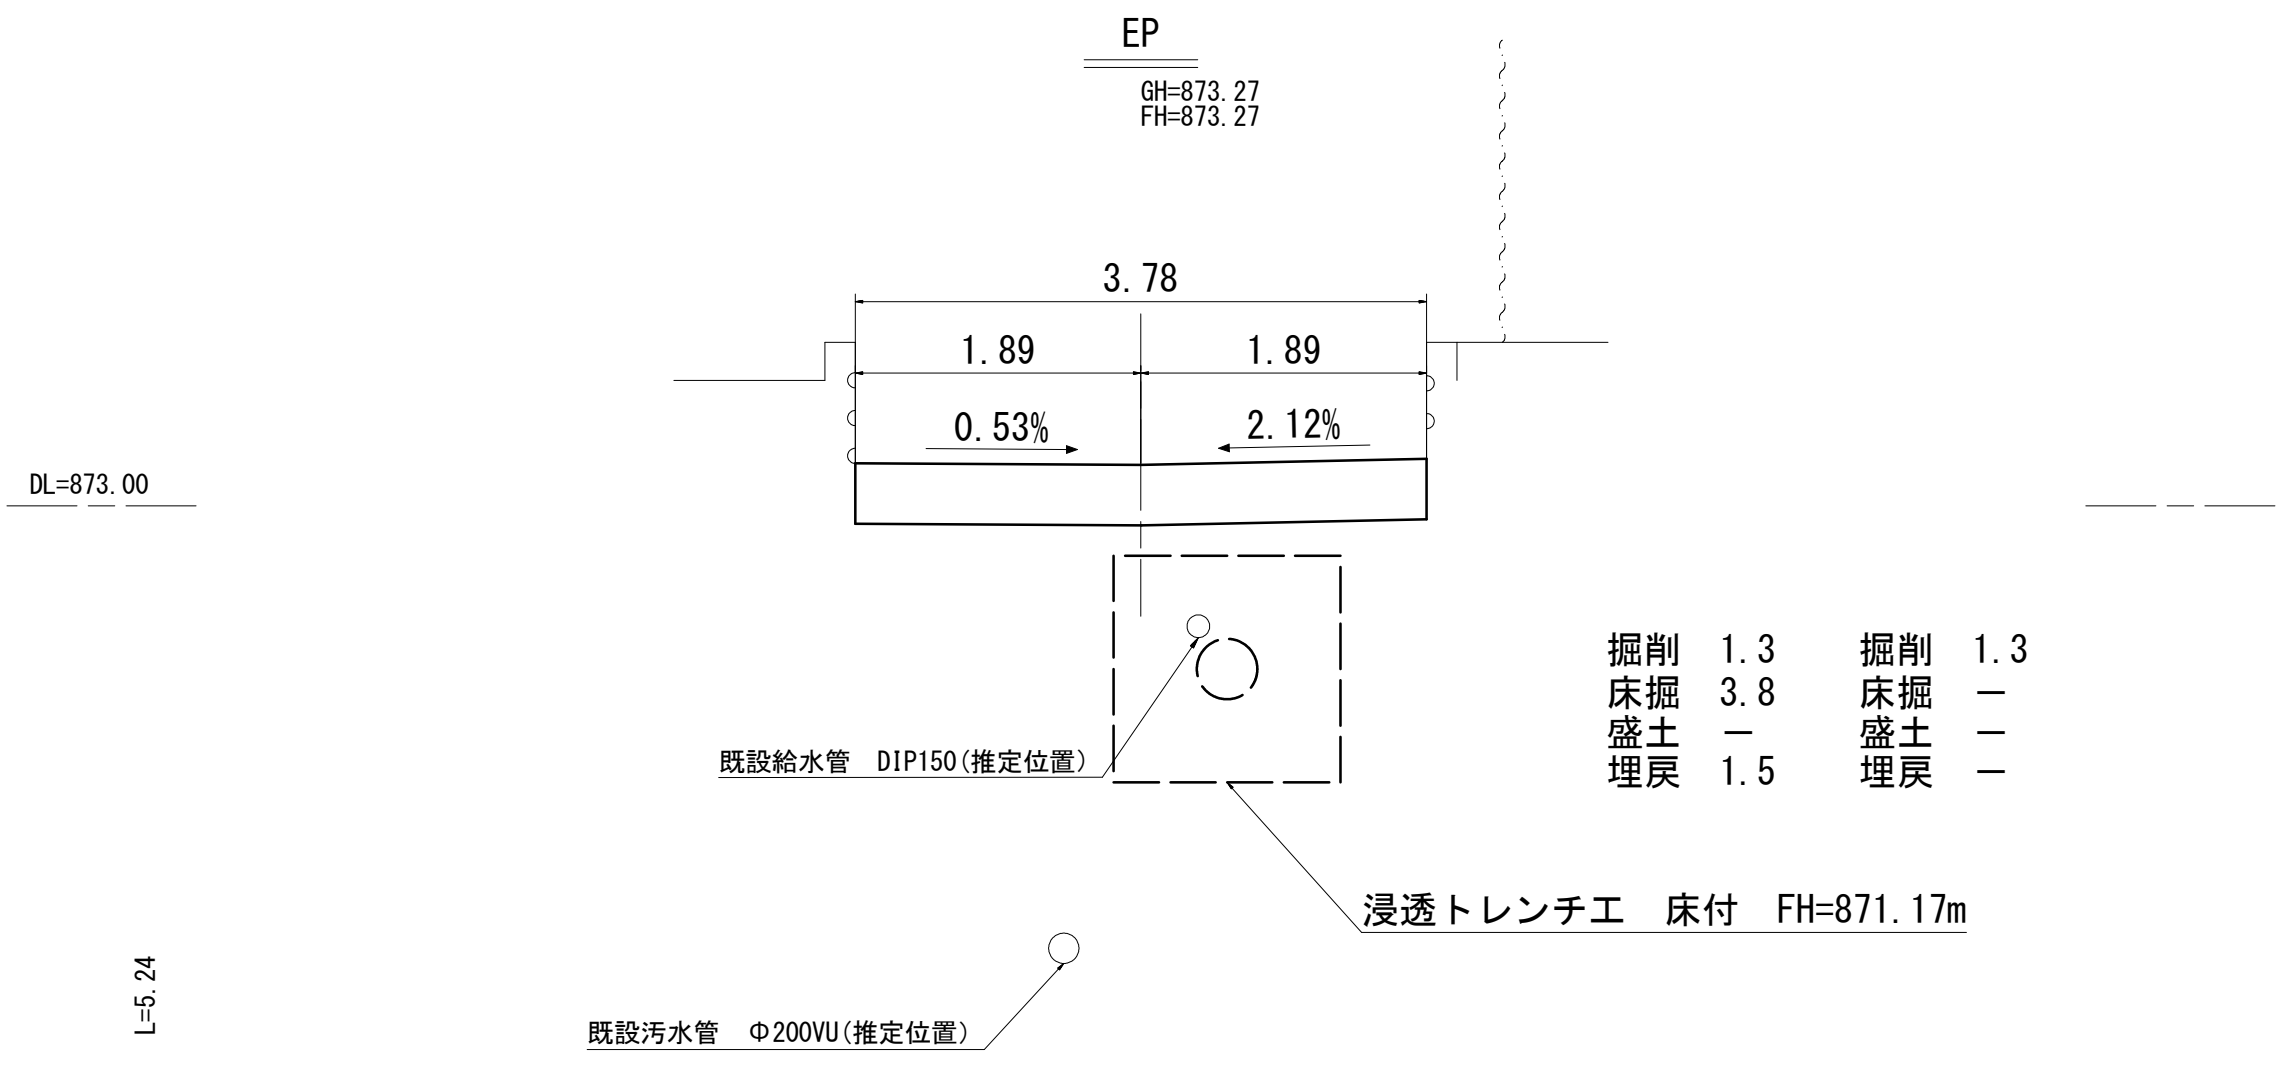 EP
GH=873.27
FH=873.27
3.78
1.89 1.89
0.53% 2.12%
DL=873.00
掘削 1.3 掘削 1.3
床掘 3.8 床掘 －
盛土 － 盛土 －
埋戻 1.5 埋戻 －
既設給水管 DIP150(推定位置)
浸透トレンチ工 床付 FH=871.17m
L=5.24
既設汚水管 Φ200VU(推定位置)